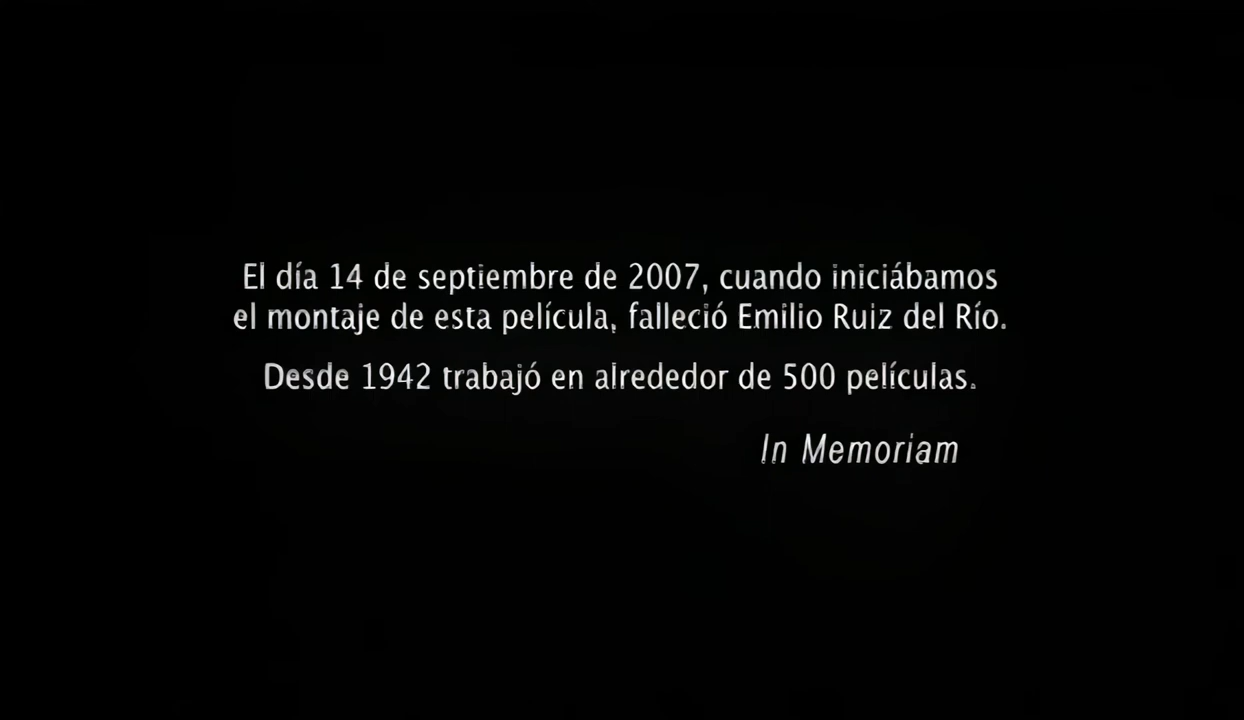 El día 14 de septiembre de 2007, cuando iniciábamos
el montaje de esta película, falleció Emilio Ruiz del Río.
Desde 1942 trabajó en alrededor de 500 películas.
In Memoriam